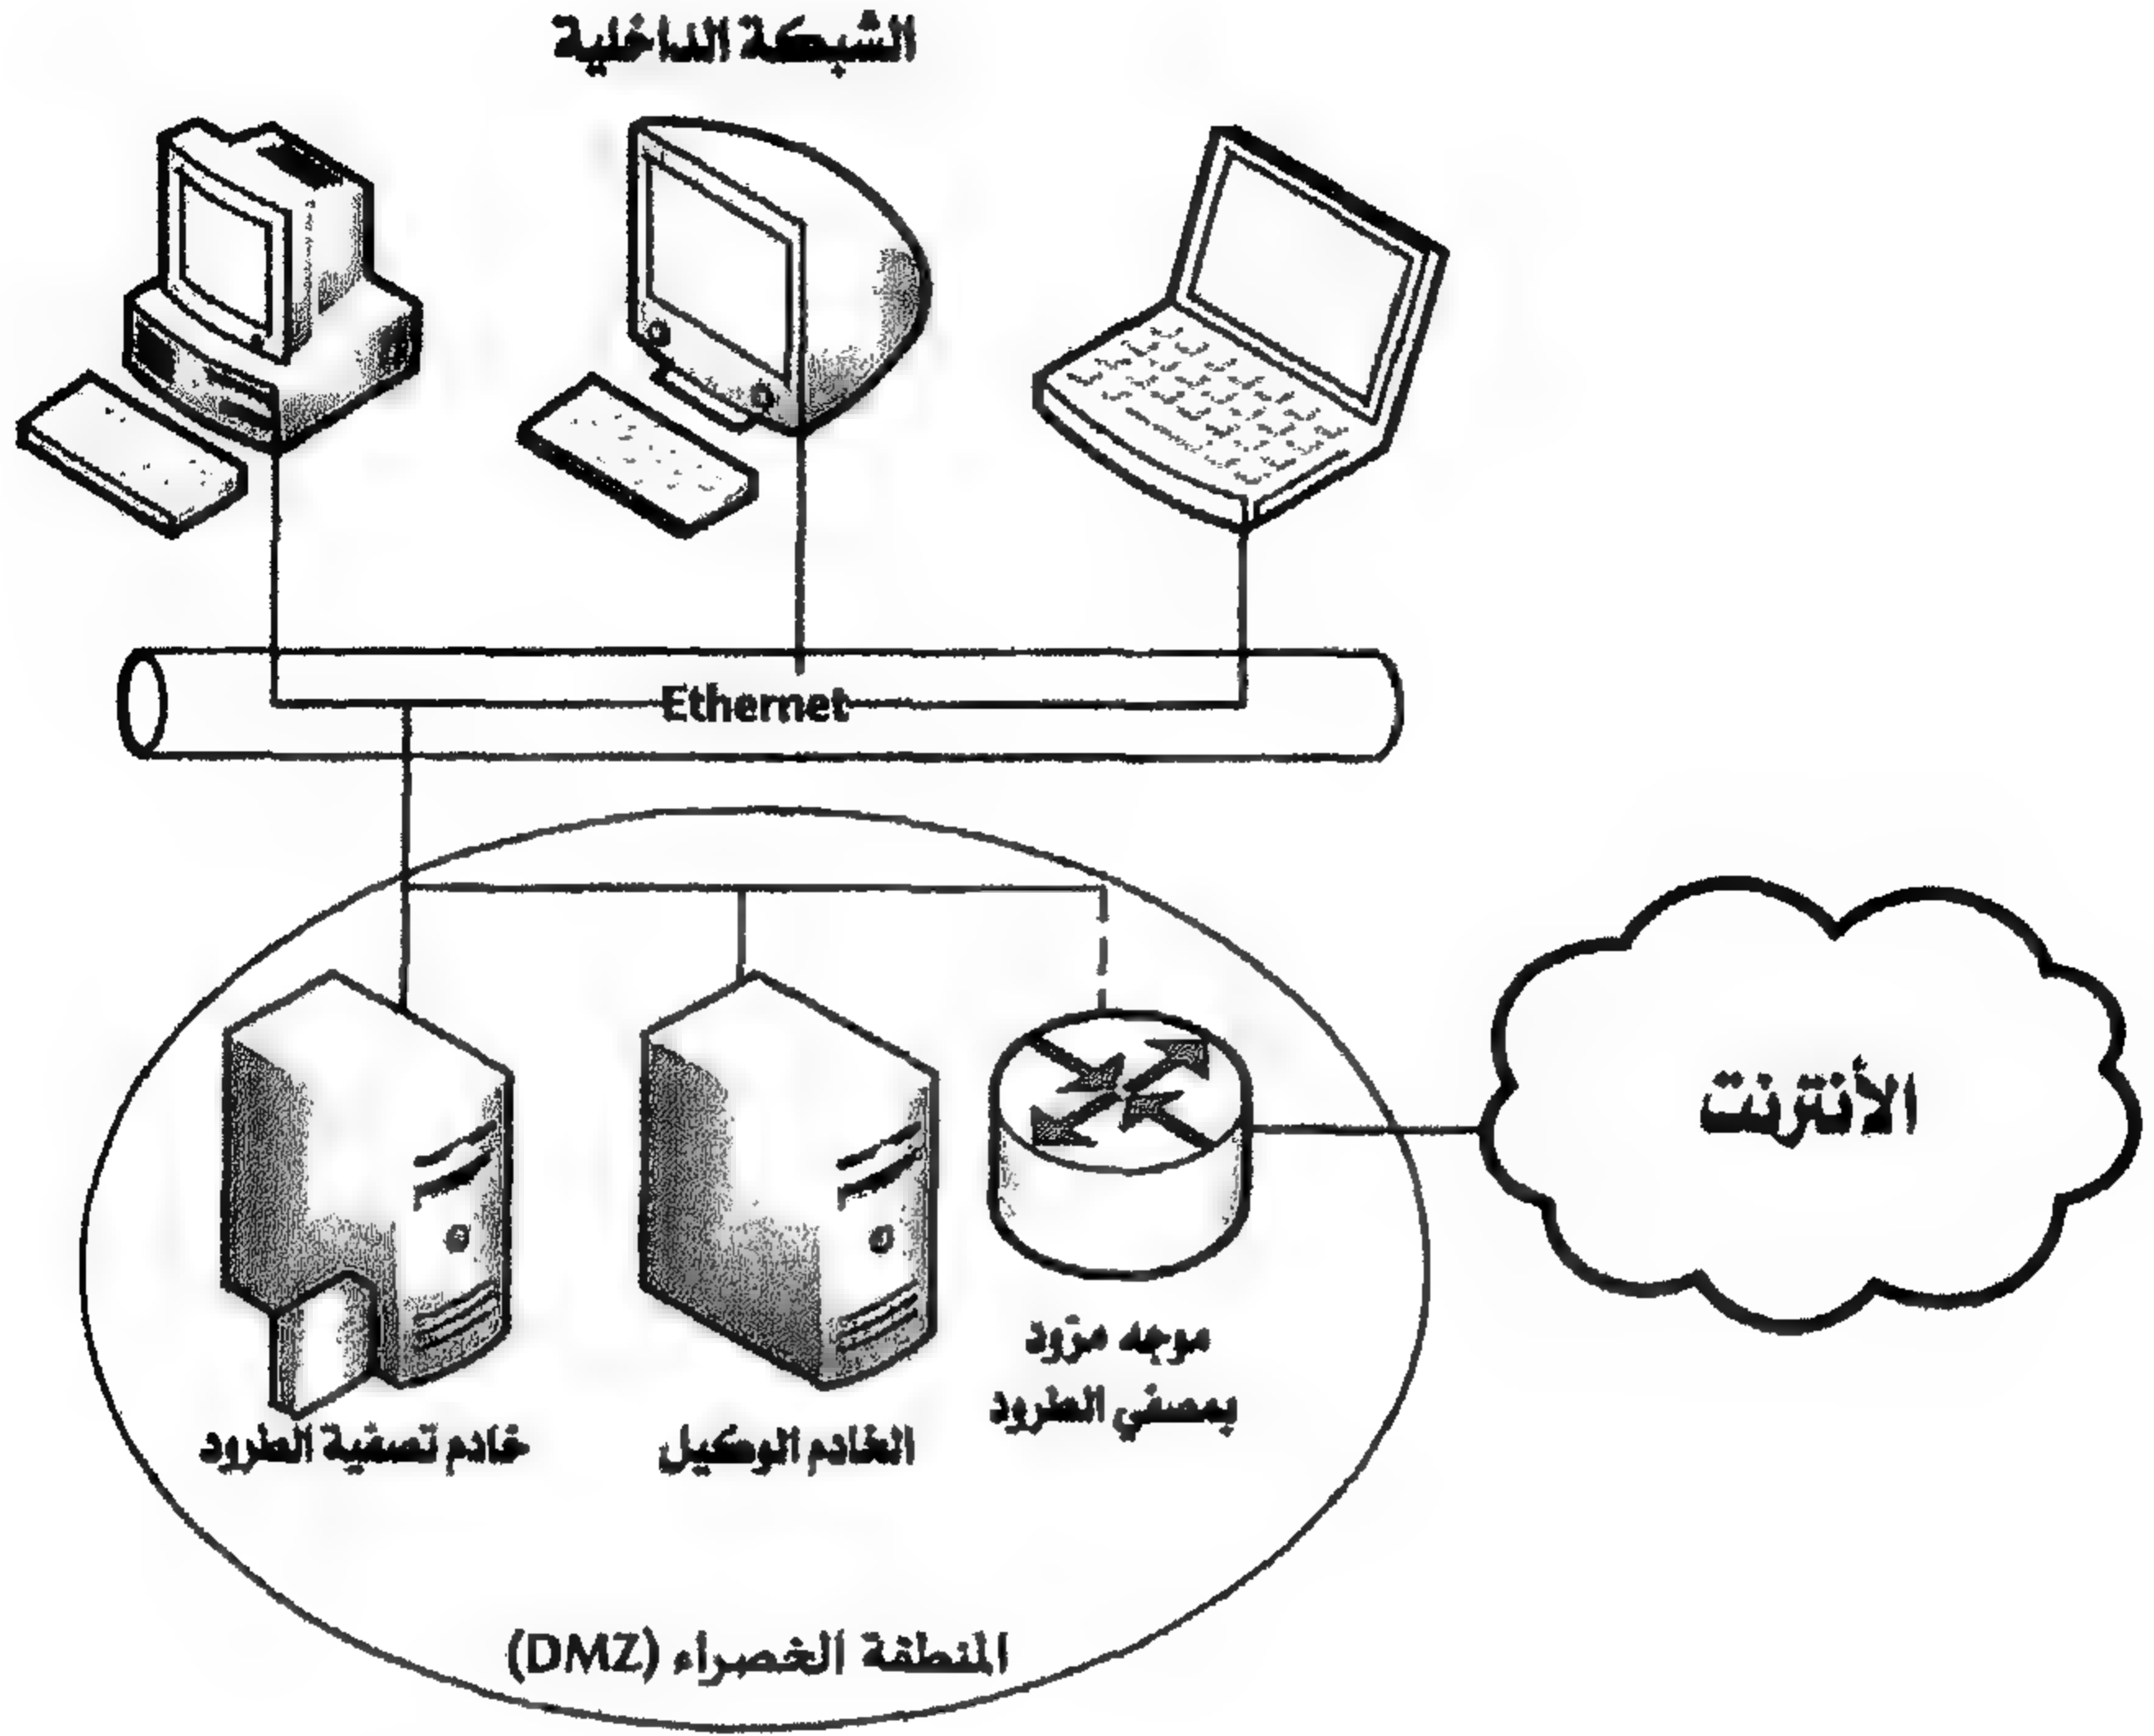 الشبكة الداخلية
Ethernet
الأنترنت
موجه مزود
بمصفي الطرود
الخادم الوكيل
خادم تصفية الطرود
المنطقة الخضراء (DMZ)